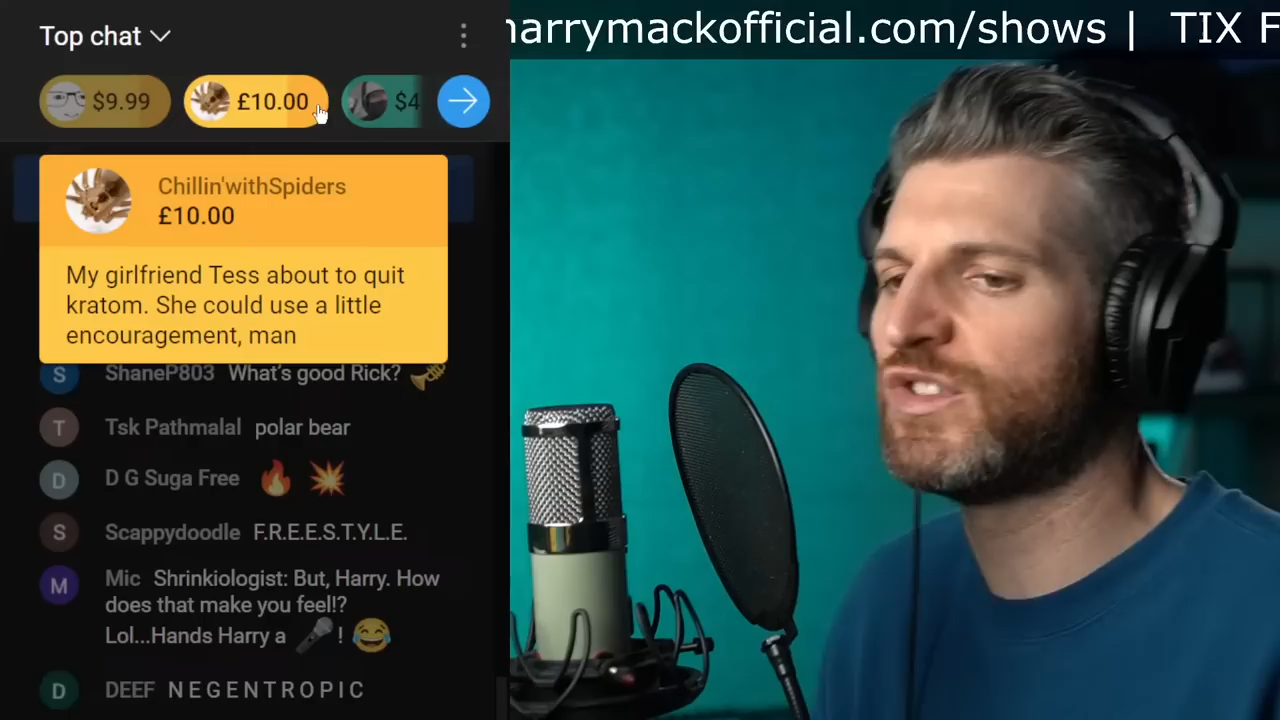 Top chat
harrymackofficial.com/shows | TIX F
$9.99
£10.00
$4
Chillin'withSpiders
£10.00
My girlfriend Tess about to quit
kratom. She could use a little
encouragement, man
S
ShaneP803 What's good Rick? 🎺
T
Tsk Pathmalal polar bear
D
D G Suga Free 🔥 💥
S
Scappydoodle F.R.E.E.S.T.Y.L.E.
M
Mic Shrinkiologist: But, Harry. How
does that make you feel!?
Lol...Hands Harry a 🎤 ! 😂
D
DEEF N E G E N T R O P I C